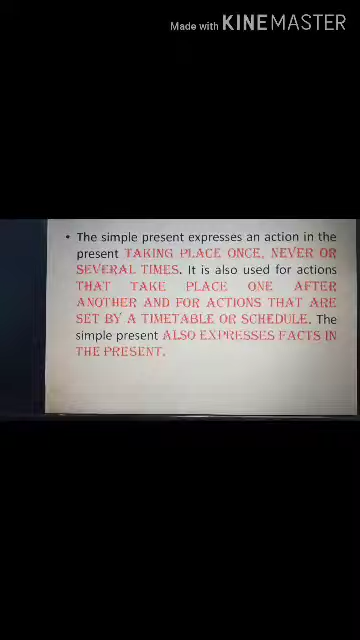 Made with KINEMASTER
• The simple present expresses an action in the
present TAKING PLACE ONCE, NEVER OR
SEVERAL TIMES. It is also used for actions
THAT TAKE PLACE ONE AFTER
ANOTHER AND FOR ACTIONS THAT ARE
SET BY A TIMETABLE OR SCHEDULE. The
simple present ALSO EXPRESSES FACTS IN
THE PRESENT.